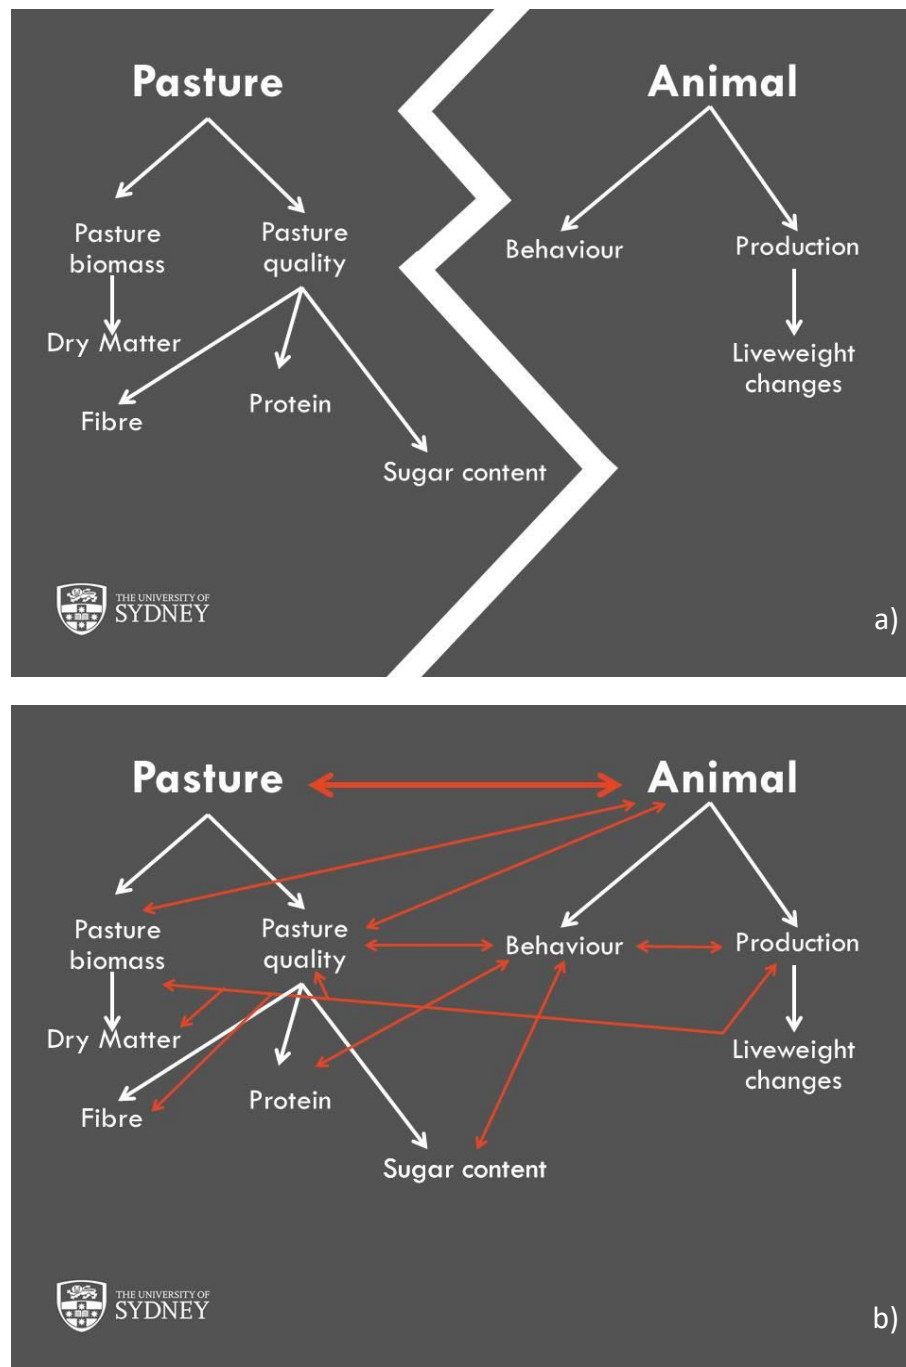 Pasture
Animal
Pasture
biomass
Pasture
quality
Behaviour
Production
Dry Matter
Liveweight
changes
Fibre
Protein
Sugar content
THE UNIVERSITY OF
SYDNEY
a)
Pasture
Animal
Pasture
biomass
Pasture
quality
Behaviour
Production
Dry Matter
Liveweight
changes
Fibre
Protein
Sugar content
THE UNIVERSITY OF
SYDNEY
b)